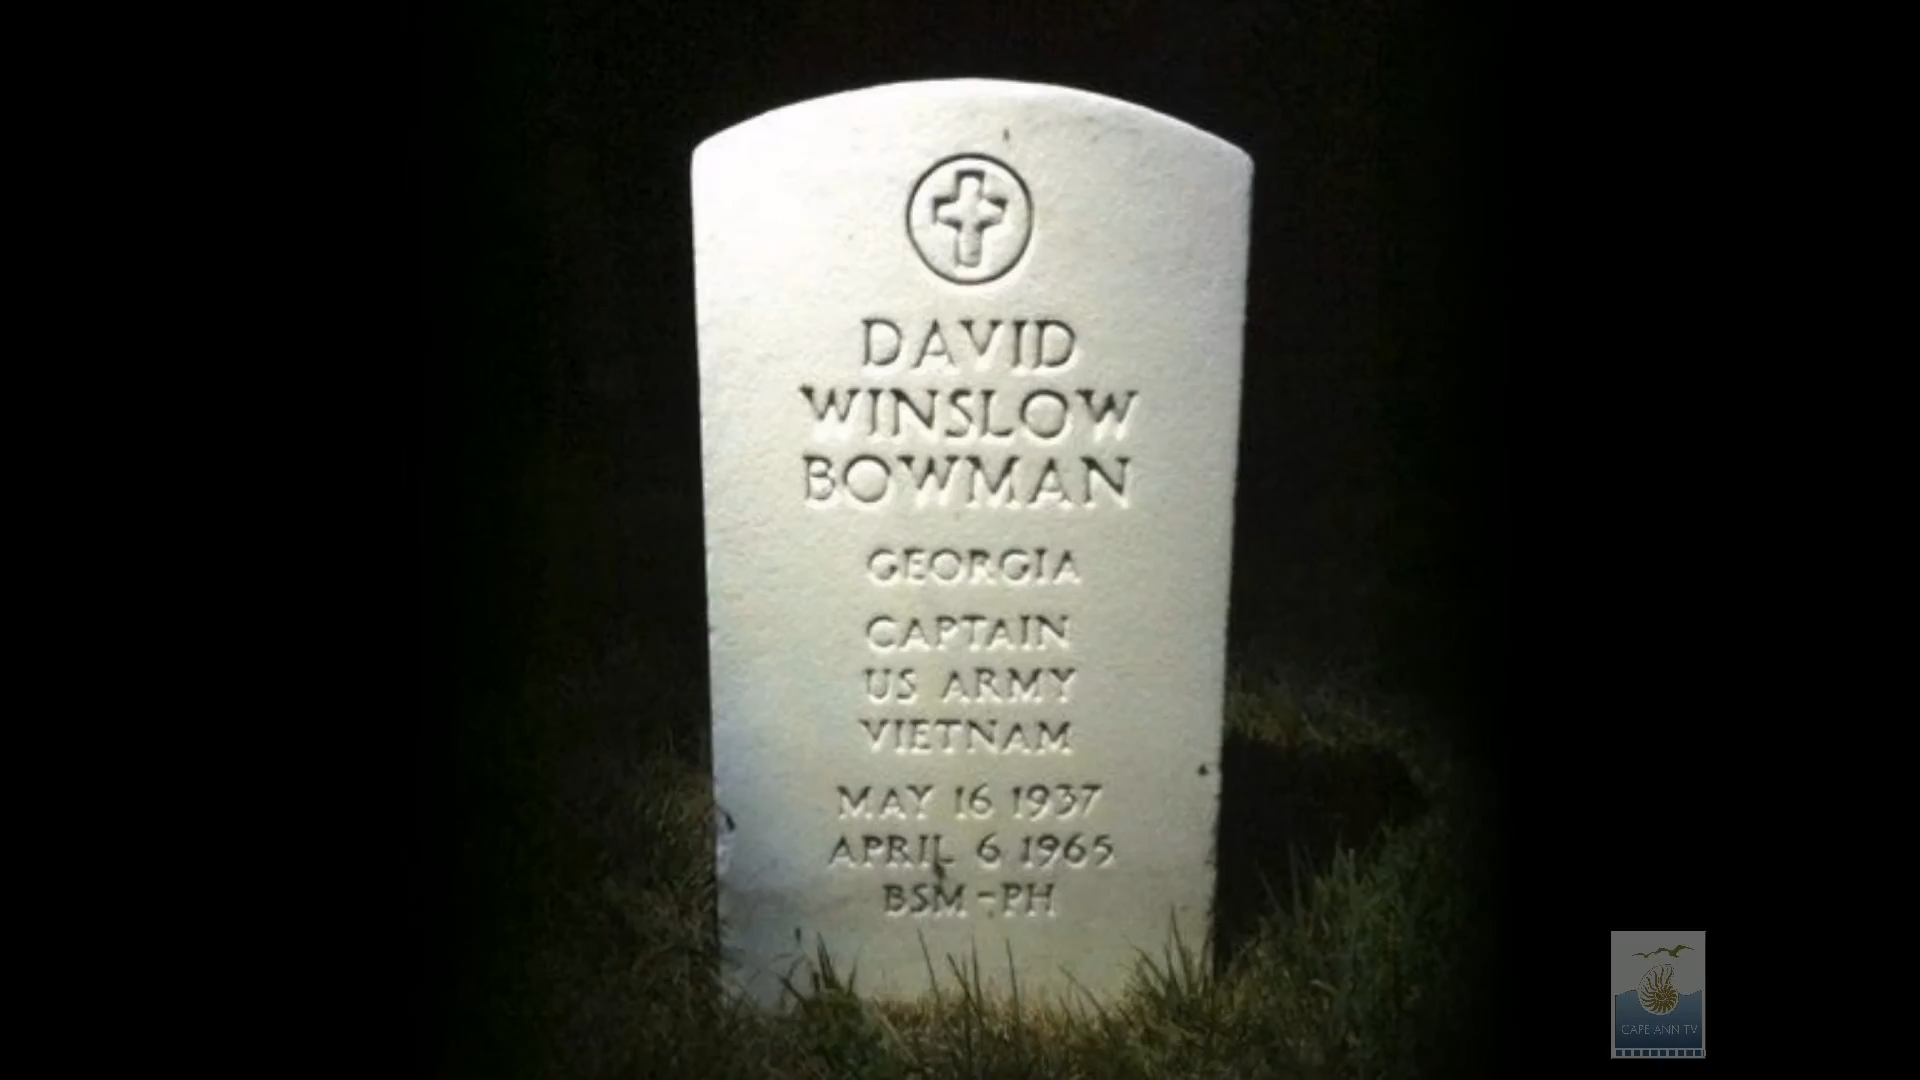 DAVID
WINSLOW
BOWMAN
GEORGIA
CAPTAIN
US ARMY
VIETNAM
MAY 16 1937
APRIL 6 1965
BSM-PH
CAPE ANN TV